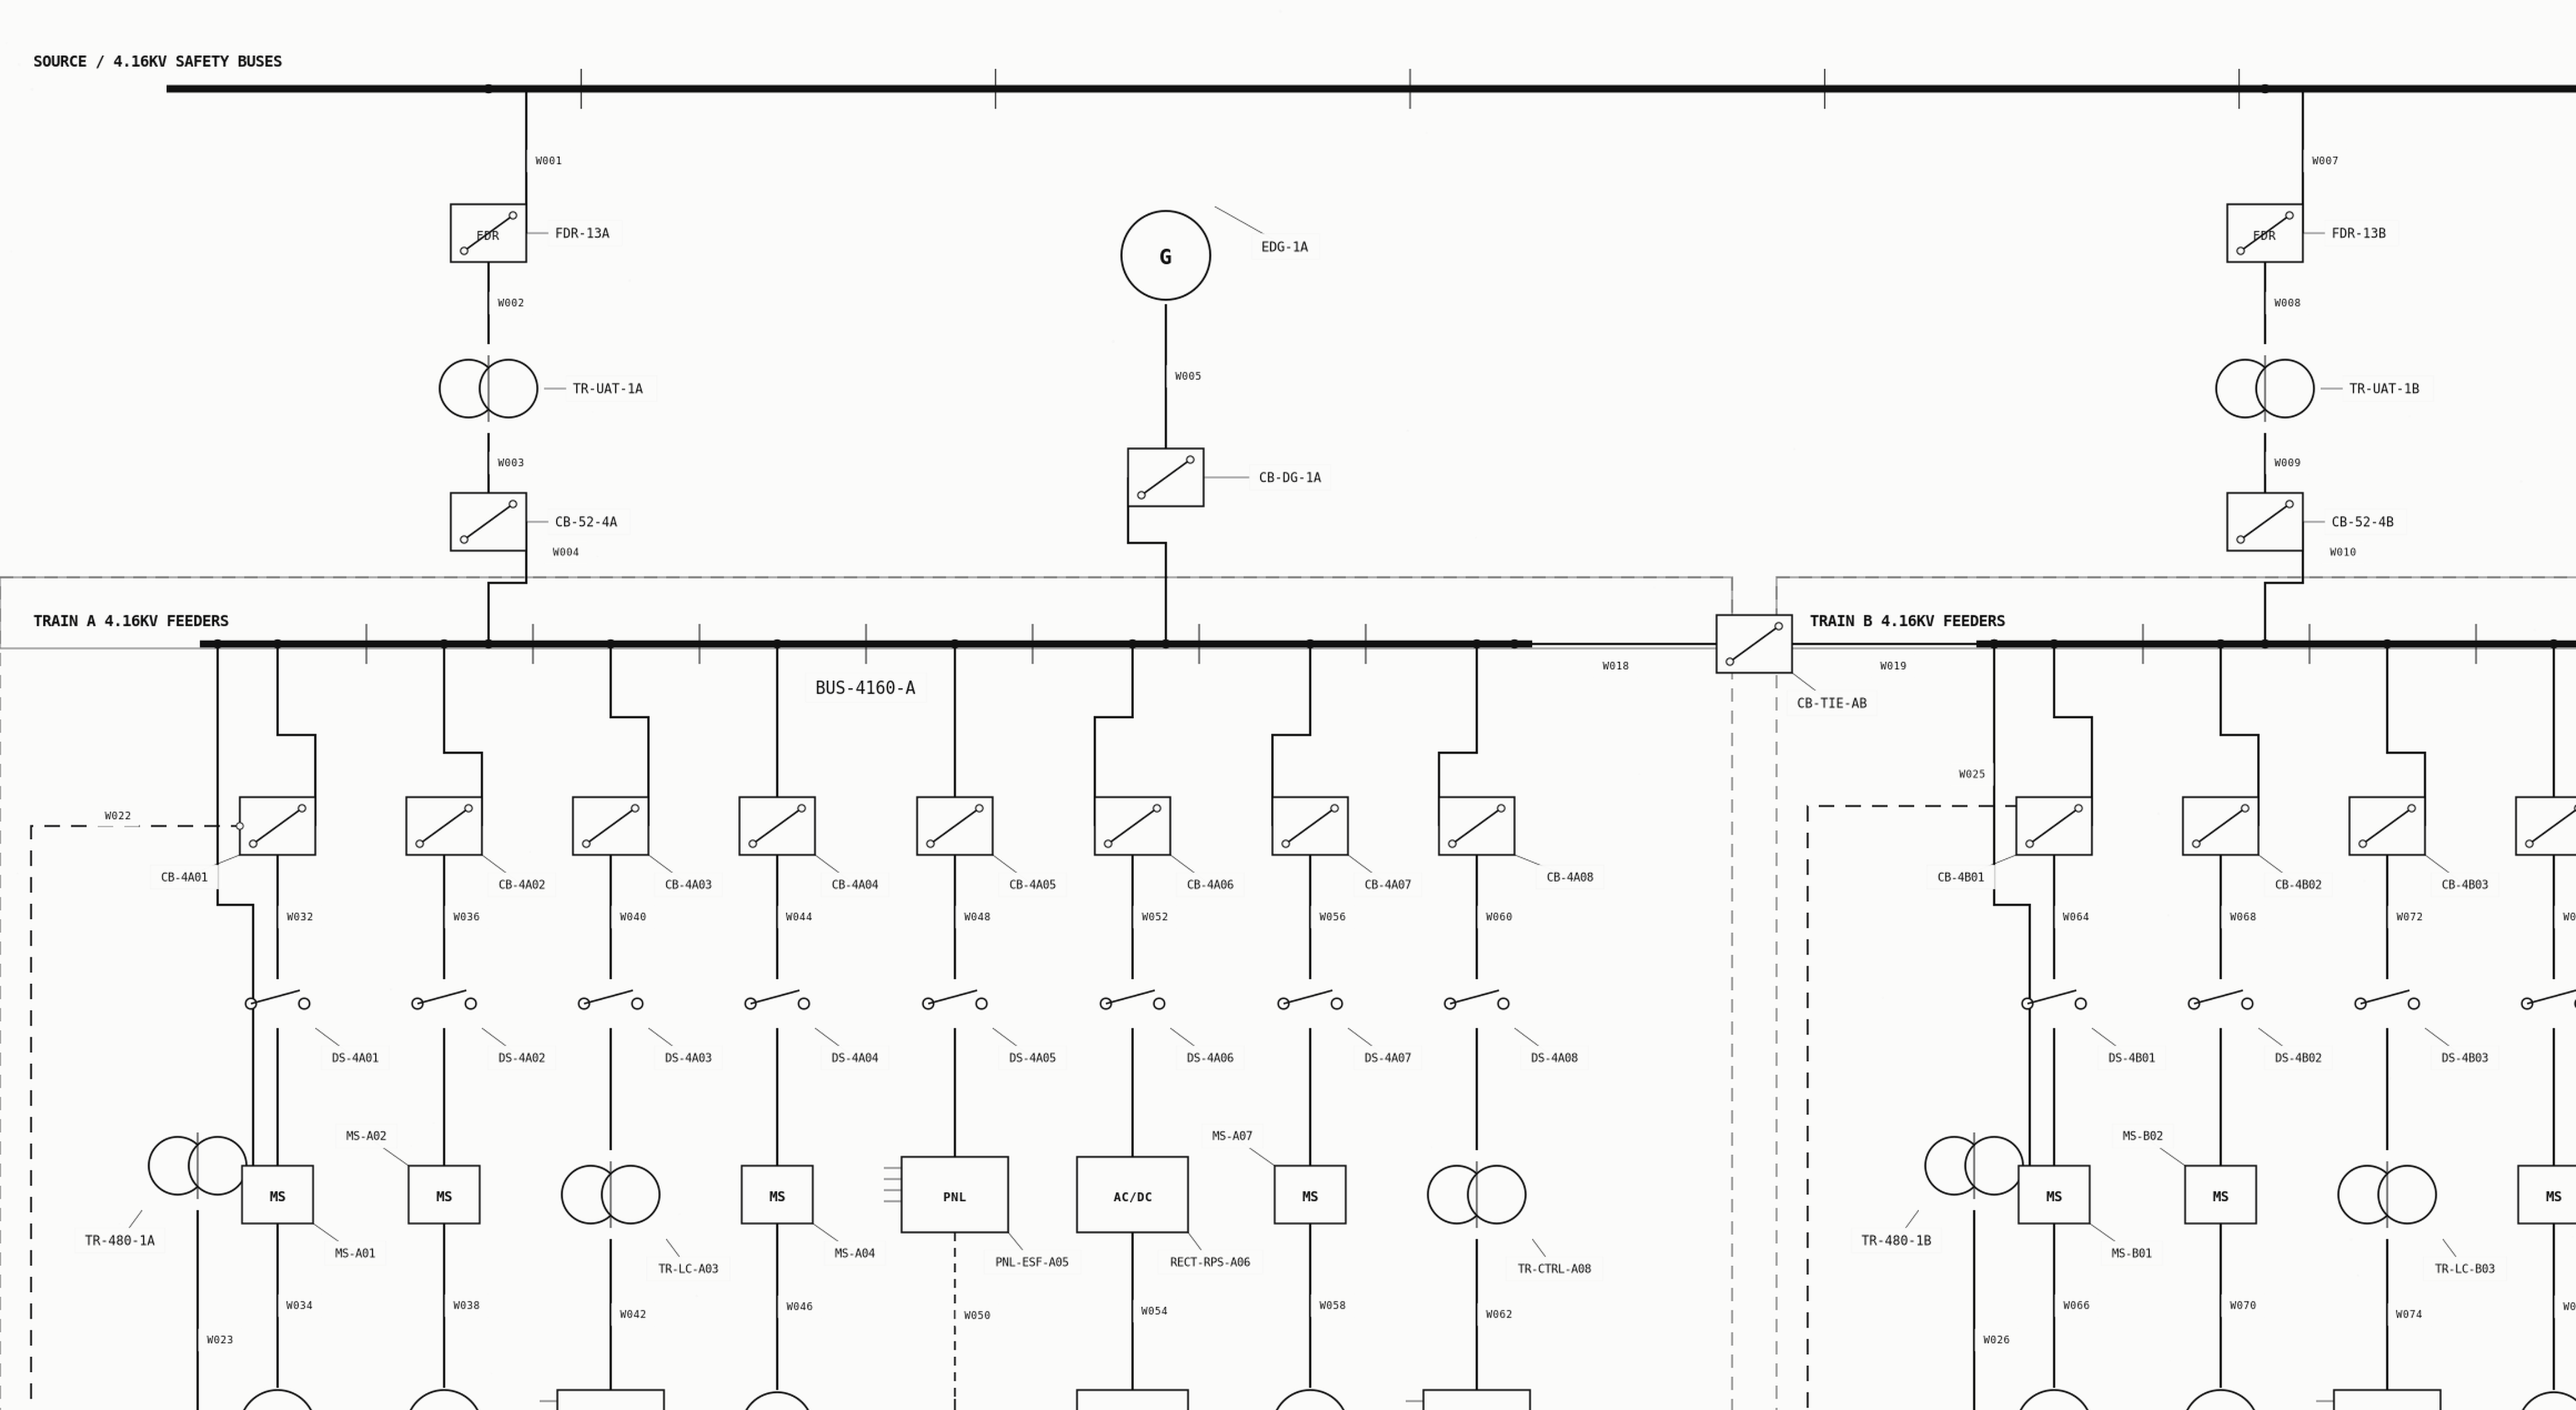 SOURCE / 4.16KV SAFETY BUSES
W001
W007
FDR
FDR-13A
EDG-1A
G
FDR
FDR-13B
W002
W008
W005
TR-UAT-1A
TR-UAT-1B
W003
W009
CB-DG-1A
CB-52-4A
CB-52-4B
W004
W010
TRAIN A 4.16KV FEEDERS
TRAIN B 4.16KV FEEDERS
W018
W019
BUS-4160-A
CB-TIE-AB
W025
W022
CB-4A01
CB-4A02
CB-4A03
CB-4A04
CB-4A05
CB-4A06
CB-4A07
CB-4A08
CB-4B01
CB-4B02
CB-4B03
W032
W036
W040
W044
W048
W052
W056
W060
W064
W068
W072
DS-4A01
DS-4A02
DS-4A03
DS-4A04
DS-4A05
DS-4A06
DS-4A07
DS-4A08
DS-4B01
DS-4B02
DS-4B03
MS-A02
MS-A07
MS-B02
MS
MS
MS
PNL
AC/DC
MS
MS
MS
MS
TR-480-1A
MS-A01
TR-LC-A03
MS-A04
PNL-ESF-A05
RECT-RPS-A06
TR-CTRL-A08
TR-480-1B
MS-B01
TR-LC-B03
W034
W038
W042
W046
W050
W054
W058
W062
W066
W070
W074
W023
W026